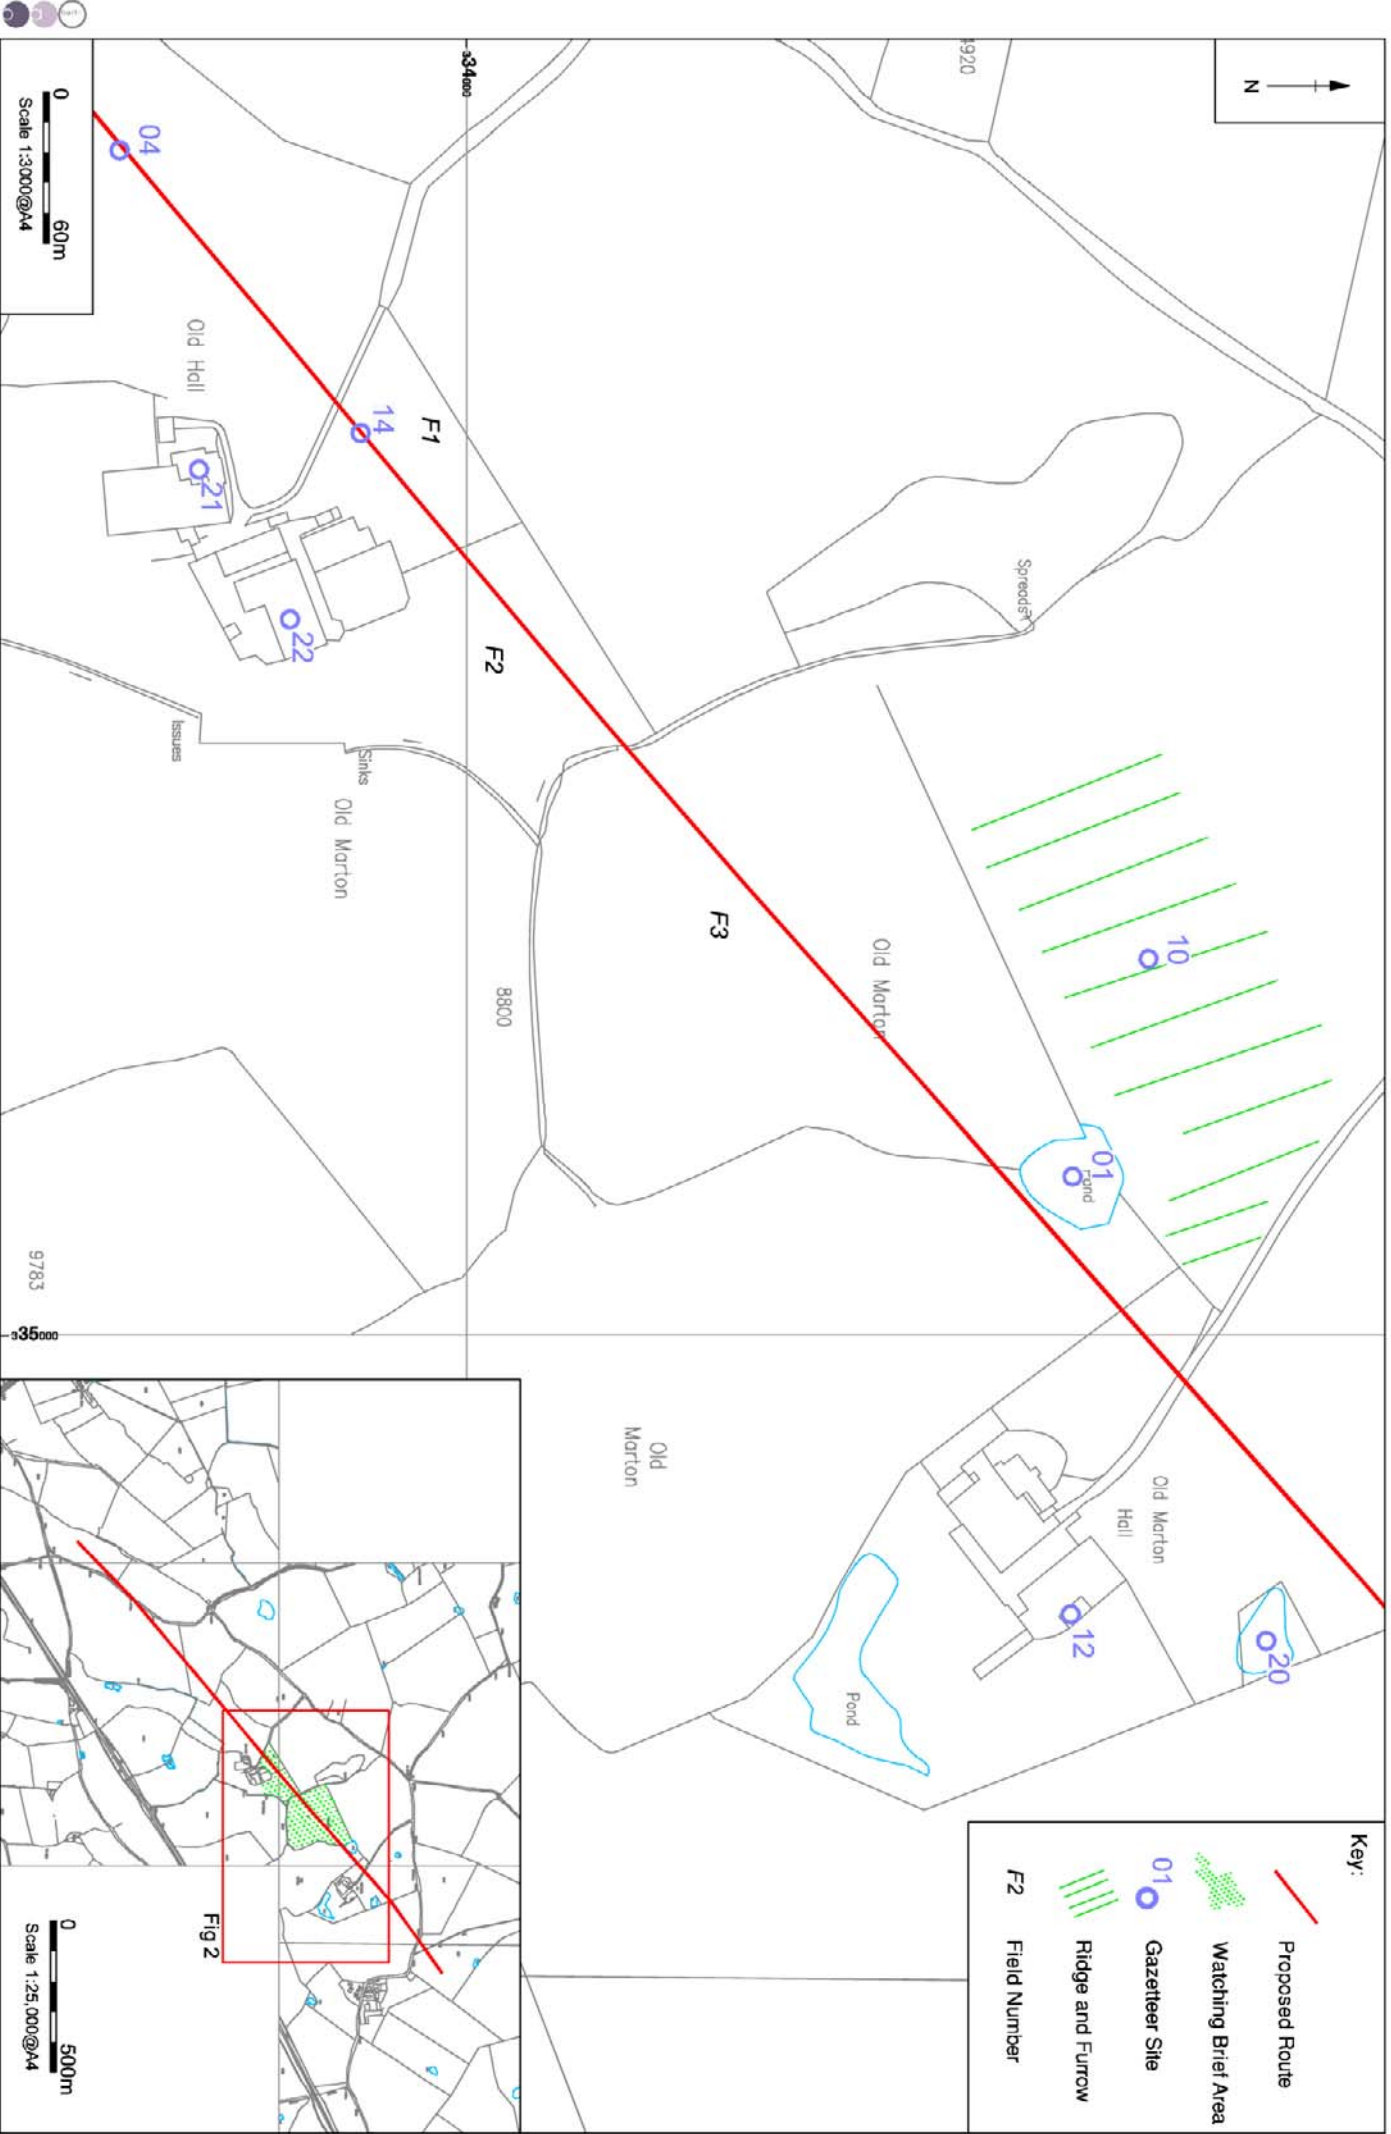 N
4920
334000
04
0 60m
Scale 1:3000@A4
Old Hall
14
F1
21
22
F2
Spreads
Issues
Sinks
Old Marton
F3
Old Marton
8800
10
01
Pond
9783
335000
Old
Marton
Old Marton
Hall
12
20
Pond
Key:
Proposed Route
Watching Brief Area
01 Gazetteer Site
Ridge and Furrow
F2 Field Number
Fig 2
0 500m
Scale 1:25,000@A4